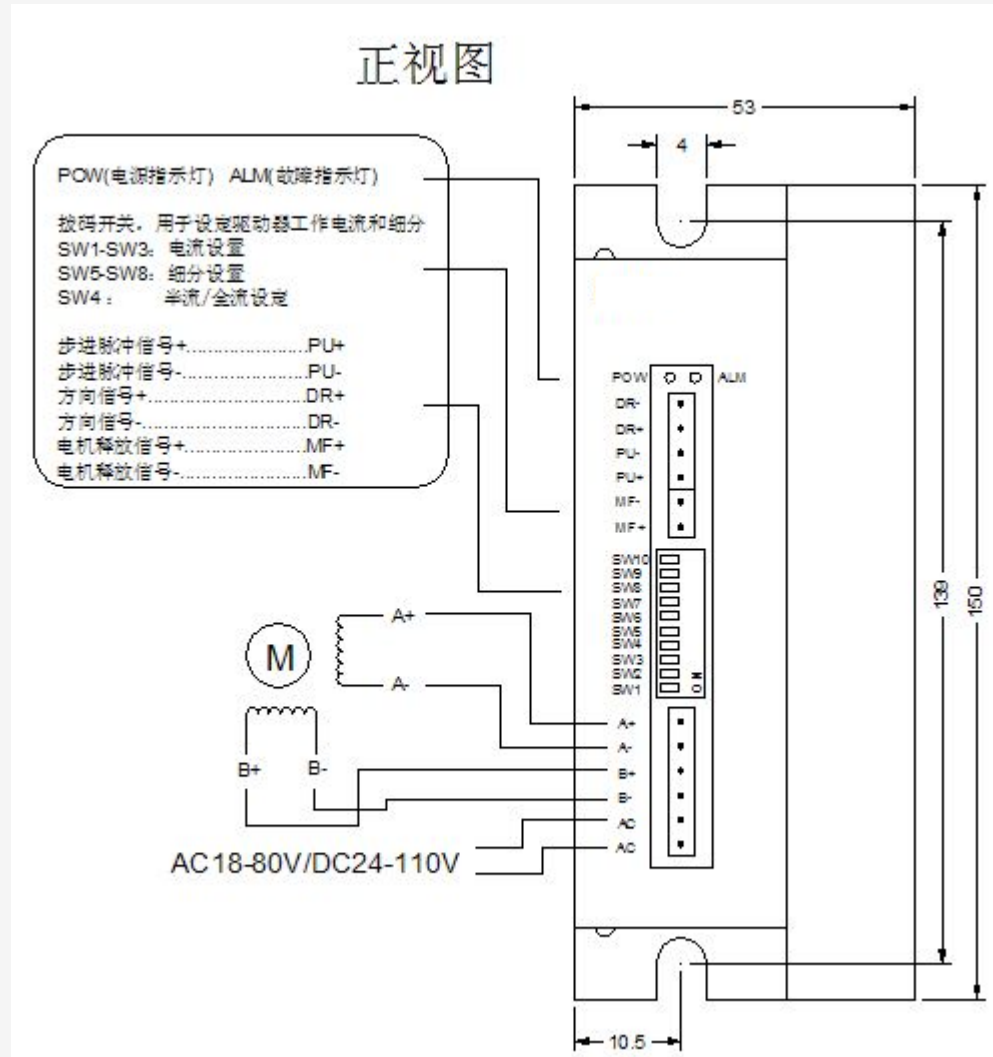 正视图
53
4
POW(电源指示灯) ALM(故障指示灯)
拨码开关，用于设定驱动器工作电流和细分
SW1-SW3：电流设置
SW5-SW8：细分设置
SW4： 半流/全流设定
步进脉冲信号+.......................PU+
步进脉冲信号-........................PU-
方向信号+..............................DR+
方向信号-...............................DR-
电机释放信号+.......................MF+
电机释放信号-........................MF-
POW ALM
DR-
DR+
PU-
PU+
MF-
MF+
SW10
SW9
SW8
SW7
SW6
SW5
SW4
SW3
SW2
SW1
ON
139
150
A+
M
A-
B+ B-
A+
A-
B+
B-
AC
AC
AC18-80V/DC24-110V
10.5